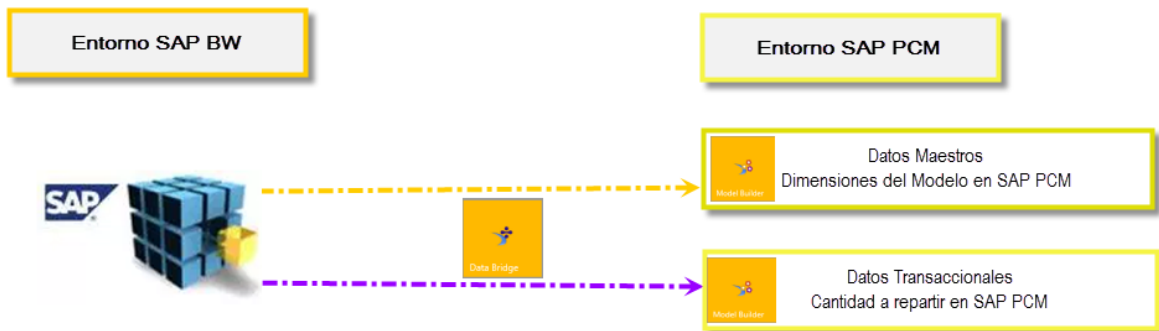 Entorno SAP BW
Entorno SAP PCM
SAP®
Model Builder
Datos Maestros
Dimensiones del Modelo en SAP PCM
Data Bridge
Model Builder
Datos Transaccionales
Cantidad a repartir en SAP PCM